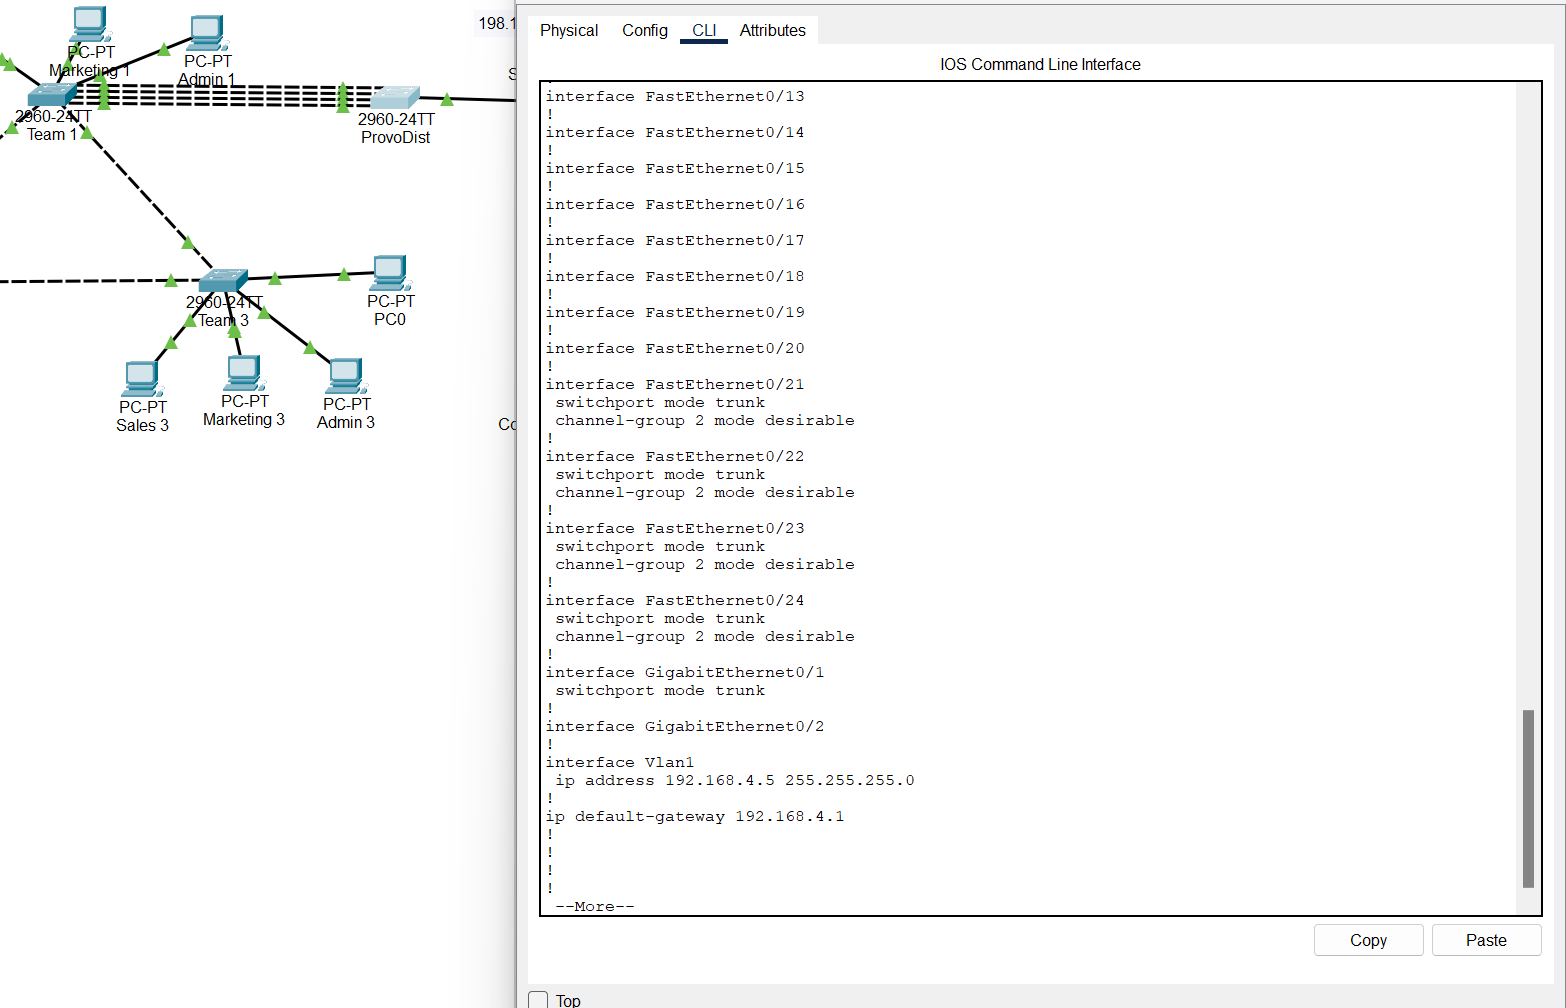 PC-PT
Marketing 1
PC-PT
Admin 1
2960-24TT
Team 1
2960-24TT
ProvoDist
2960-24TT
Team 3
PC-PT
PC0
PC-PT
Sales 3
PC-PT
Marketing 3
PC-PT
Admin 3
198.1
S
Co
Physical Config CLI Attributes
IOS Command Line Interface
interface FastEthernet0/13
!
interface FastEthernet0/14
!
interface FastEthernet0/15
!
interface FastEthernet0/16
!
interface FastEthernet0/17
!
interface FastEthernet0/18
!
interface FastEthernet0/19
!
interface FastEthernet0/20
!
interface FastEthernet0/21
switchport mode trunk
channel-group 2 mode desirable
!
interface FastEthernet0/22
switchport mode trunk
channel-group 2 mode desirable
!
interface FastEthernet0/23
switchport mode trunk
channel-group 2 mode desirable
!
interface FastEthernet0/24
switchport mode trunk
channel-group 2 mode desirable
!
interface GigabitEthernet0/1
switchport mode trunk
!
interface GigabitEthernet0/2
!
interface Vlan1
ip address 192.168.4.5 255.255.255.0
!
ip default-gateway 192.168.4.1
!
!
!
!
--More--
Copy Paste
Top